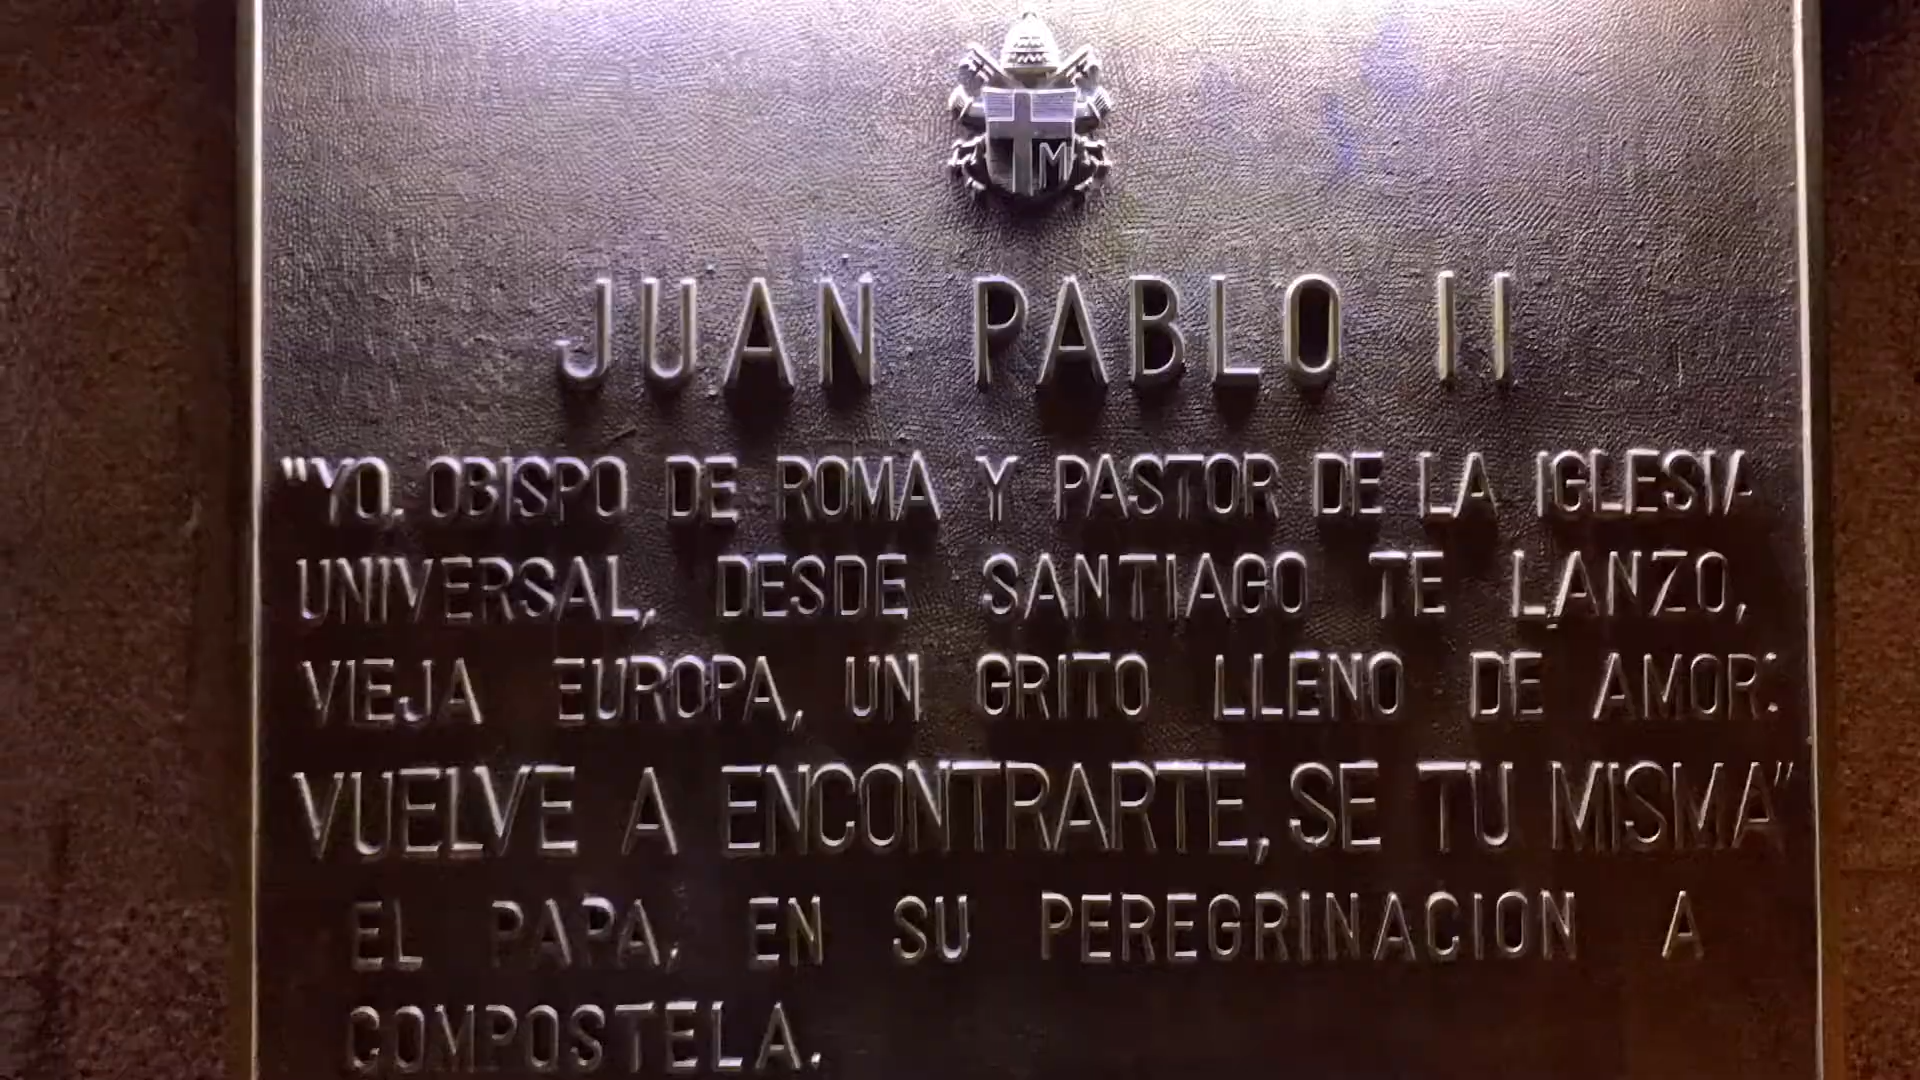 M
JUAN PABLO II
"YO, OBISPO DE ROMA Y PASTOR DE LA IGLESIA
UNIVERSAL, DESDE SANTIAGO TE LANZO,
VIEJA EUROPA, UN GRITO LLENO DE AMOR:
VUELVE A ENCONTRARTE, SE TU MISMA"
EL PAPA, EN SU PEREGRINACION A
COMPOSTELA.